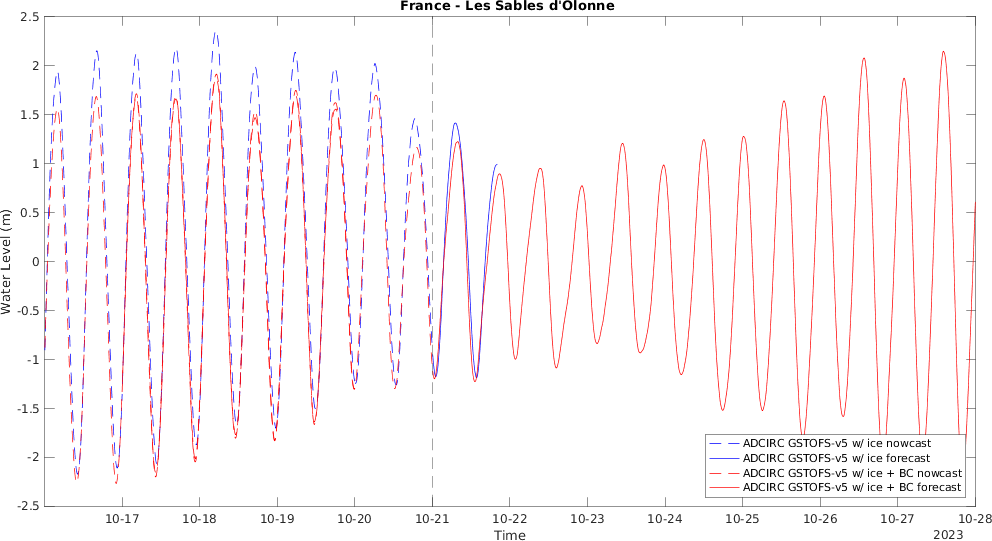 France - Les Sables d'Olonne
2.5
2
1.5
1
0.5
0
-0.5
-1
-1.5
-2
-2.5
Water Level (m)
ADCIRC GSTOFS-v5 w/ ice nowcast
ADCIRC GSTOFS-v5 w/ ice forecast
ADCIRC GSTOFS-v5 w/ ice + BC nowcast
ADCIRC GSTOFS-v5 w/ ice + BC forecast
10-17 10-18 10-19 10-20 10-21 10-22 10-23 10-24 10-25 10-26 10-27 10-28
Time
2023